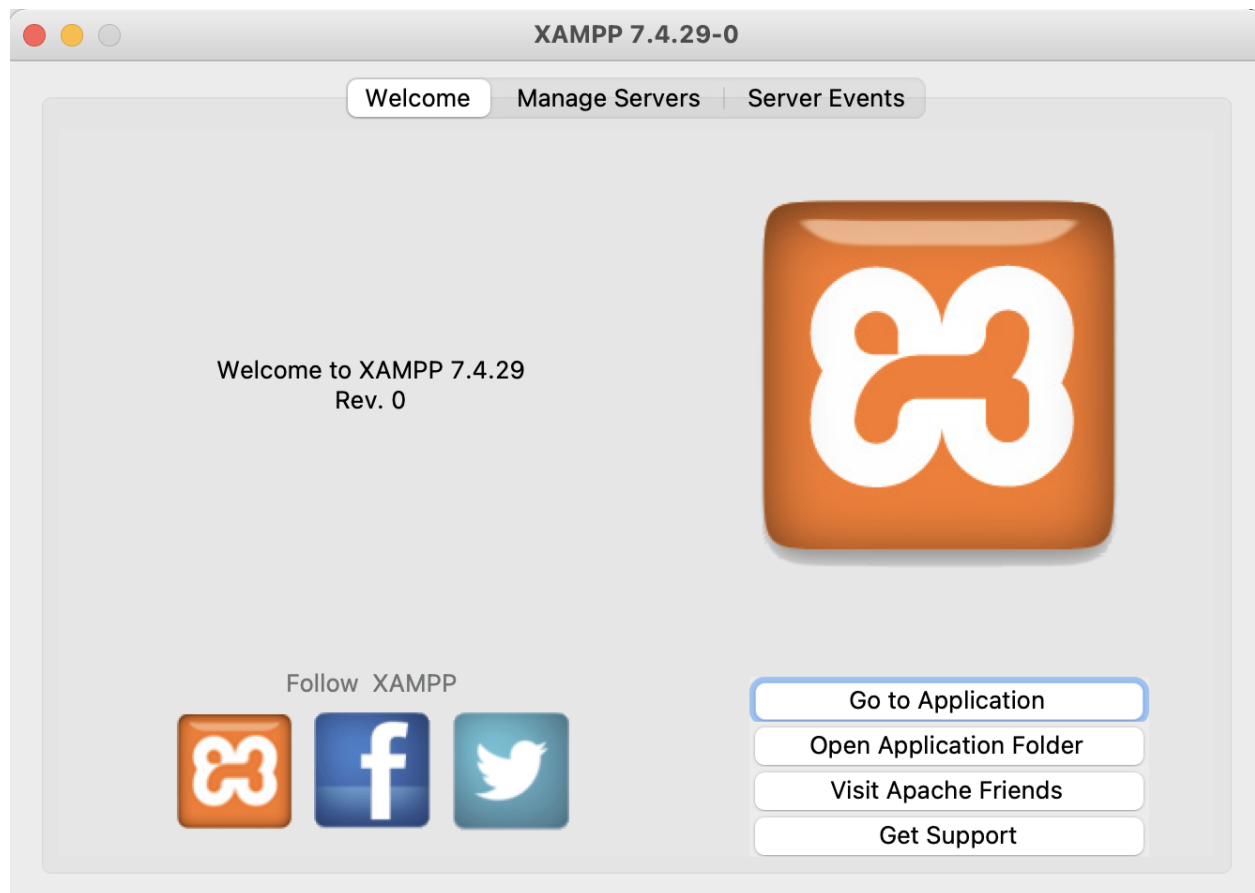 XAMPP 7.4.29-0
Welcome
Manage Servers
Server Events
Welcome to XAMPP 7.4.29
Rev. 0
Follow XAMPP
Go to Application
Open Application Folder
Visit Apache Friends
Get Support